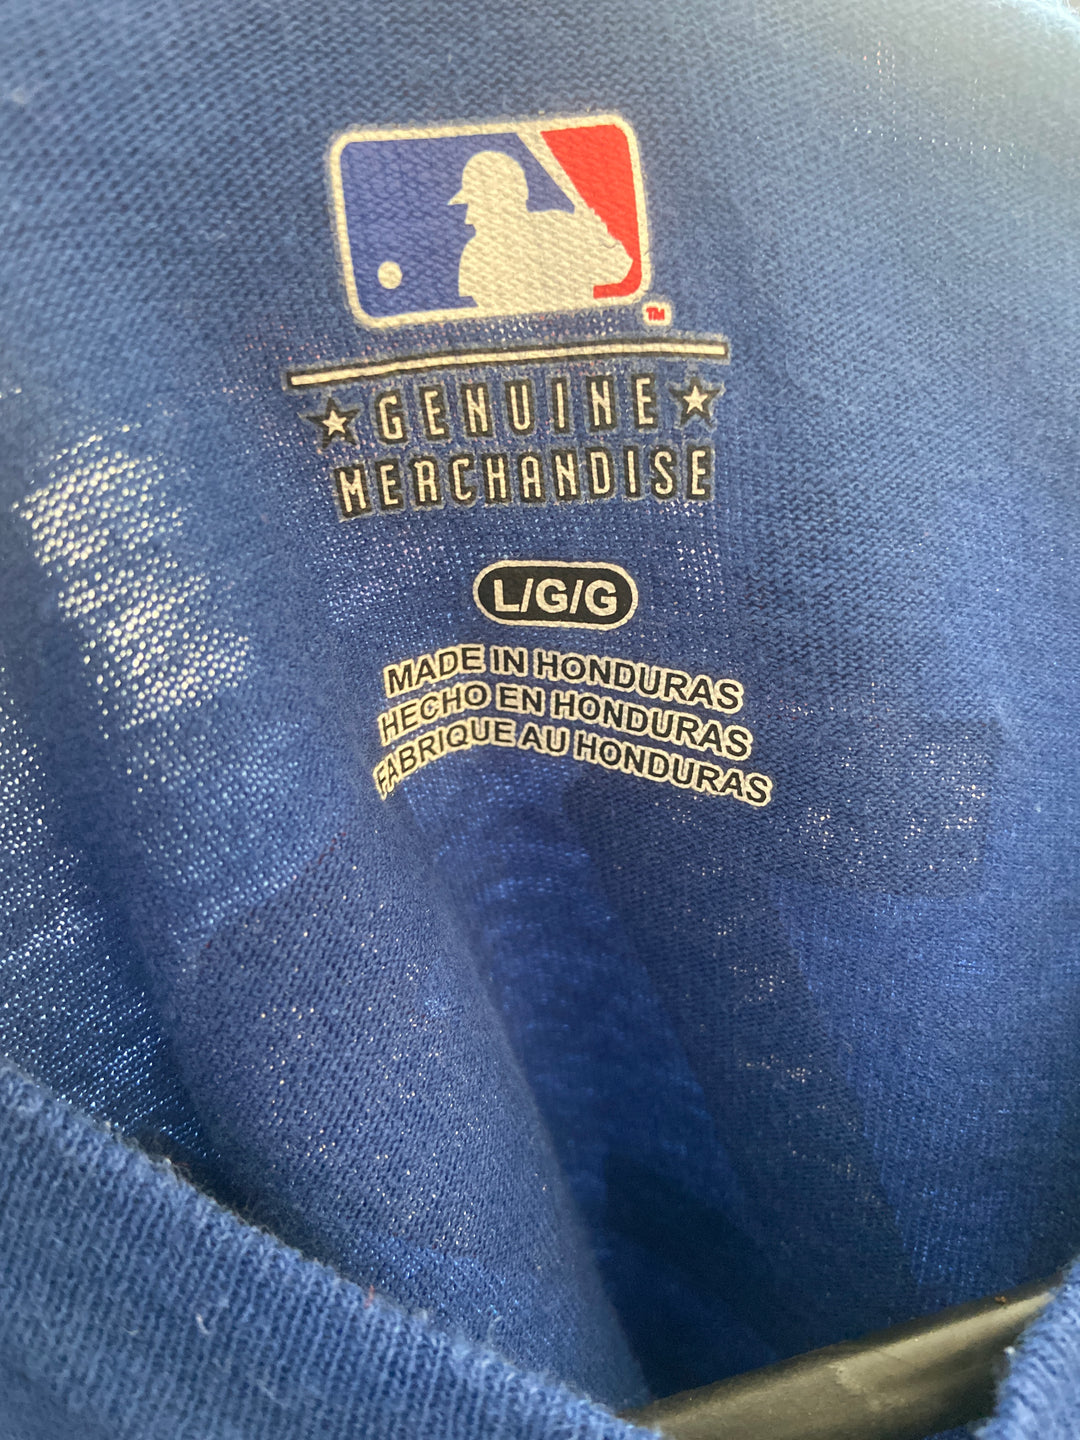 TM
GENUINE
MERCHANDISE
L/G/G
MADE IN HONDURAS
HECHO EN HONDURAS
FABRIQUE AU HONDURAS